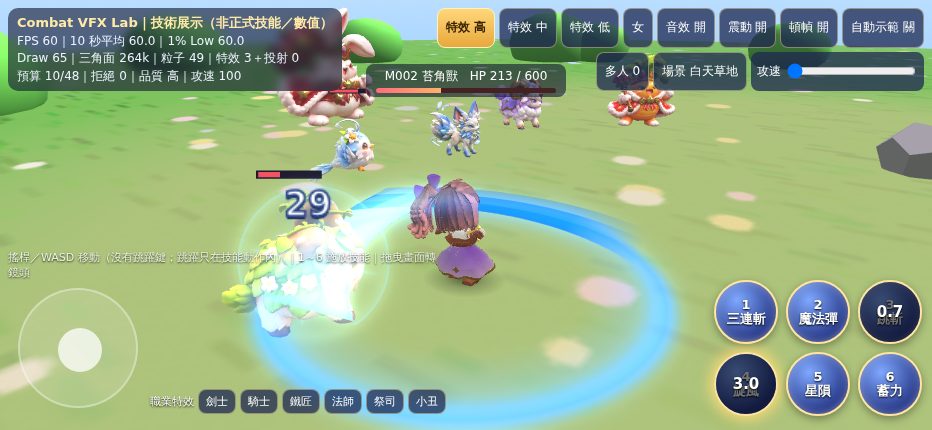 Combat VFX Lab｜技術展示（非正式技能／數值）
FPS 60｜10 秒平均 60.0｜1% Low 60.0
Draw 65｜三角面 264k｜粒子 49｜特效 3＋投射 0
預算 10/48｜拒絕 0｜品質 高｜攻速 100
特效 高
特效 中
特效 低
女
音效 開
震動 開
頓幀 開
自動示範 關
多人 0
場景 白天草地
攻速
M002 苔角獸 HP 213 / 600
29
搖桿／WASD 移動（沒有跳躍鍵；跳躍只在技能動作內）｜1～6 施放技能｜拖曳畫面轉
鏡頭
1
三連斬
2
魔法彈
0.7
3.0
旋風
5
星隕
6
蓄力
職業特效
劍士
騎士
鐵匠
法師
祭司
小丑